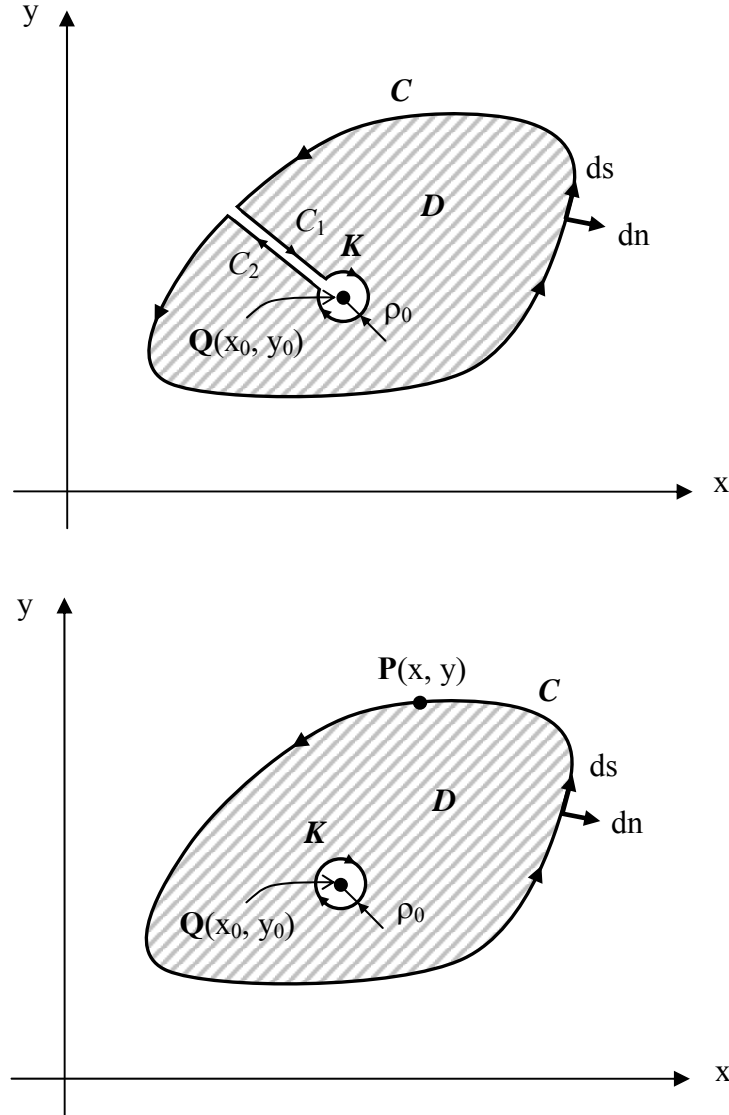 y
C
ds
D
C₁
K
dn
C₂
ρ₀
Q(x₀, y₀)
x
y
P(x, y)
C
ds
D
dn
K
Q(x₀, y₀)
ρ₀
x